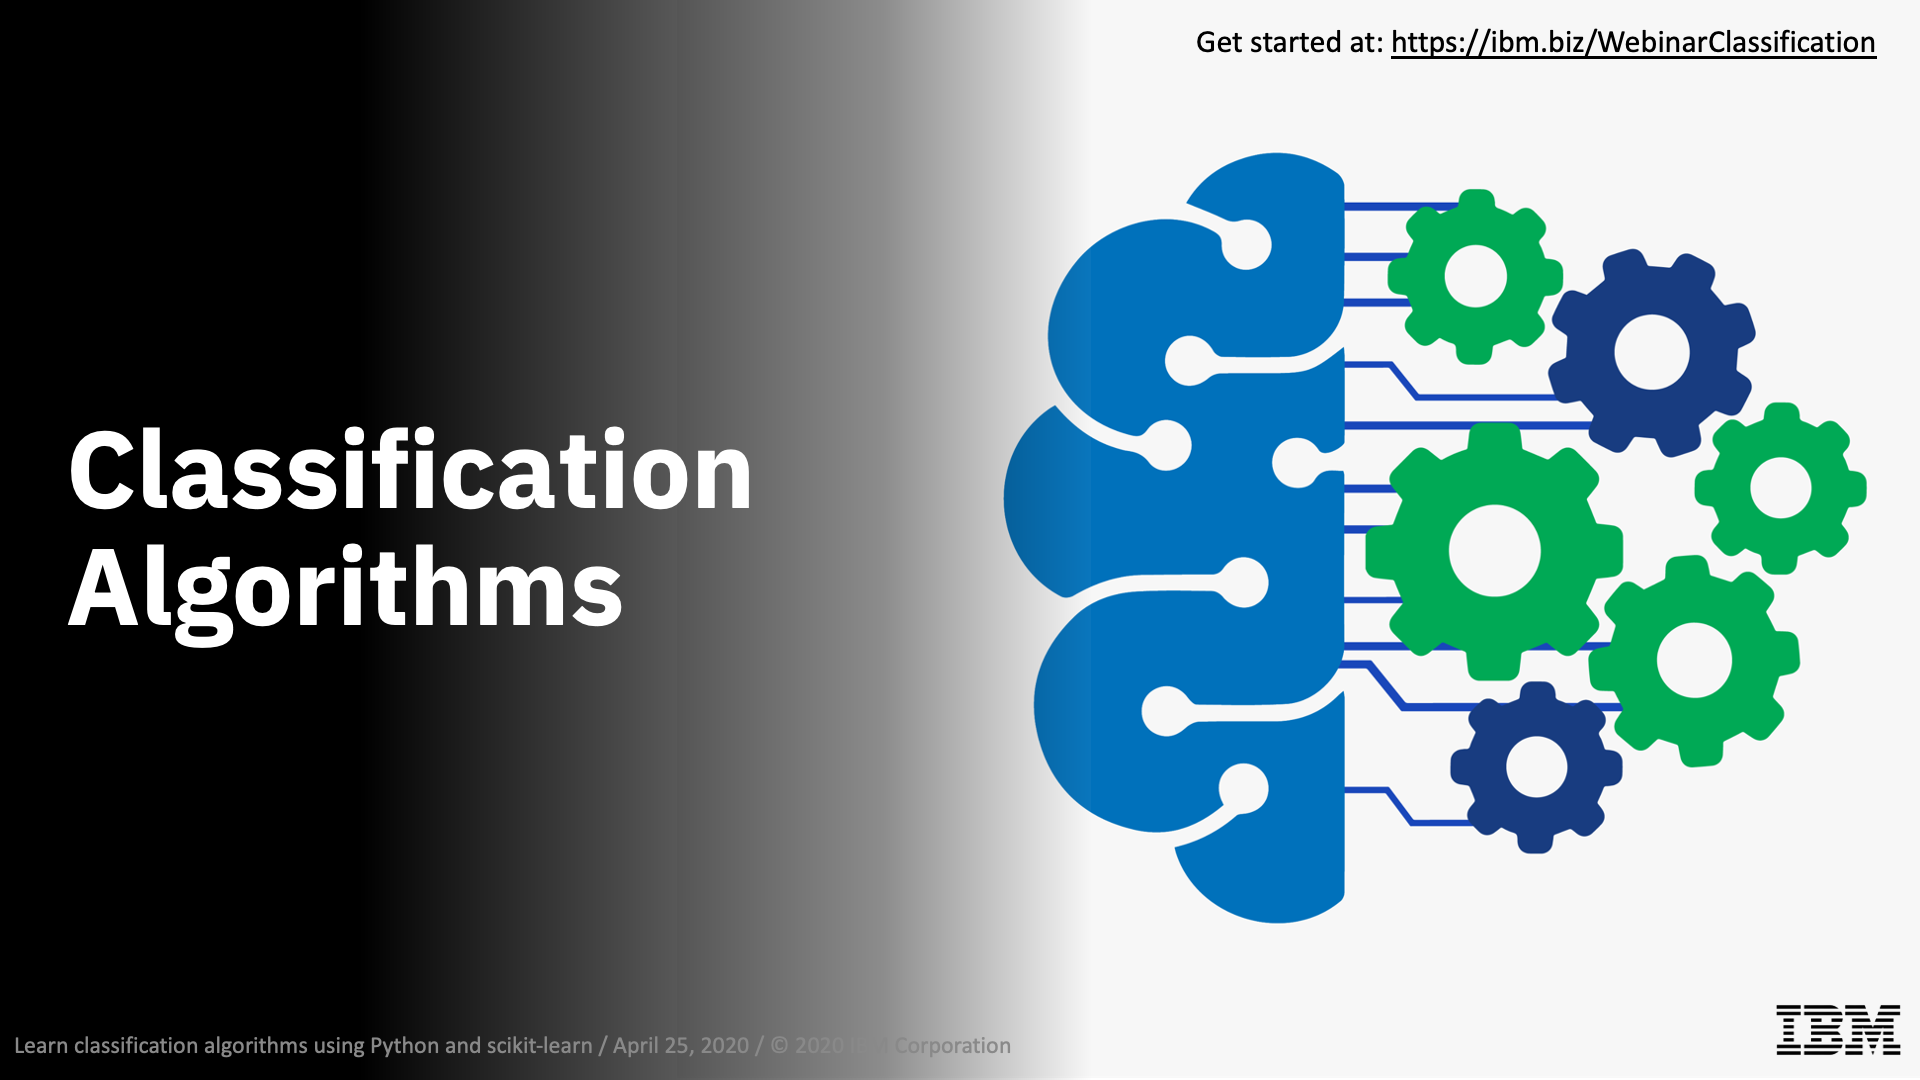 Get started at: https://ibm.biz/WebinarClassification
Classification
Algorithms
Learn classification algorithms using Python and scikit-learn / April 25, 2020 / © 2020 IBM Corporation
IBM